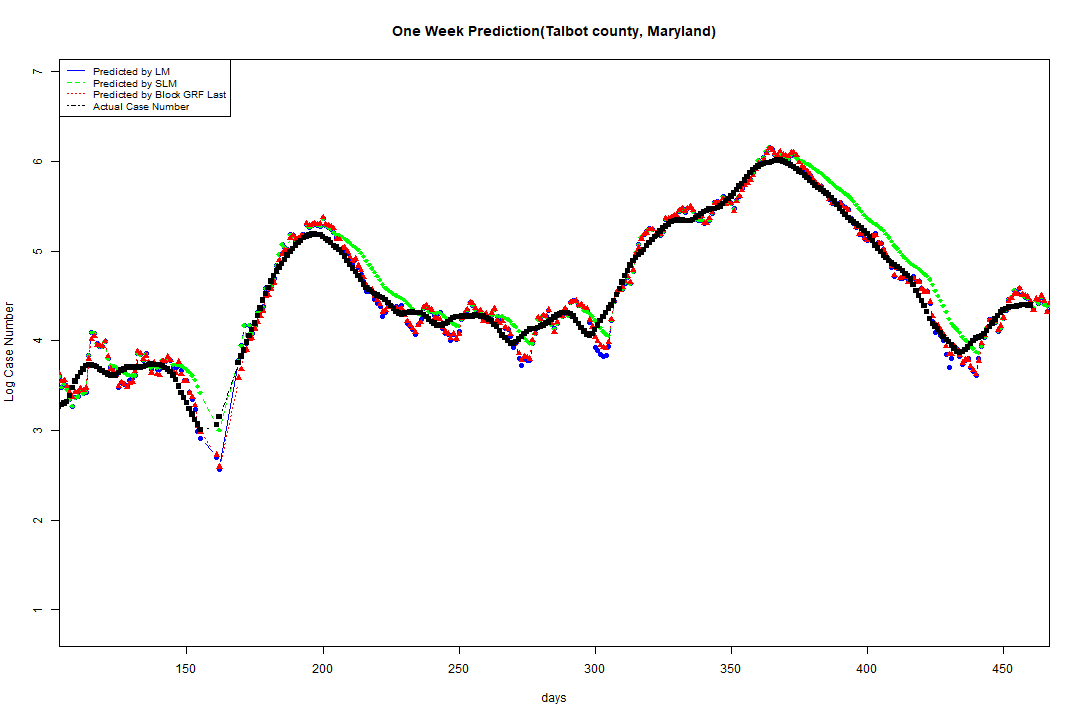 One Week Prediction(Talbot county, Maryland)
Predicted by LM
Predicted by SLM
Predicted by Block GRF Last
Actual Case Number
7
6
5
4
3
2
1
Log Case Number
150 200 250 300 350 400 450
days